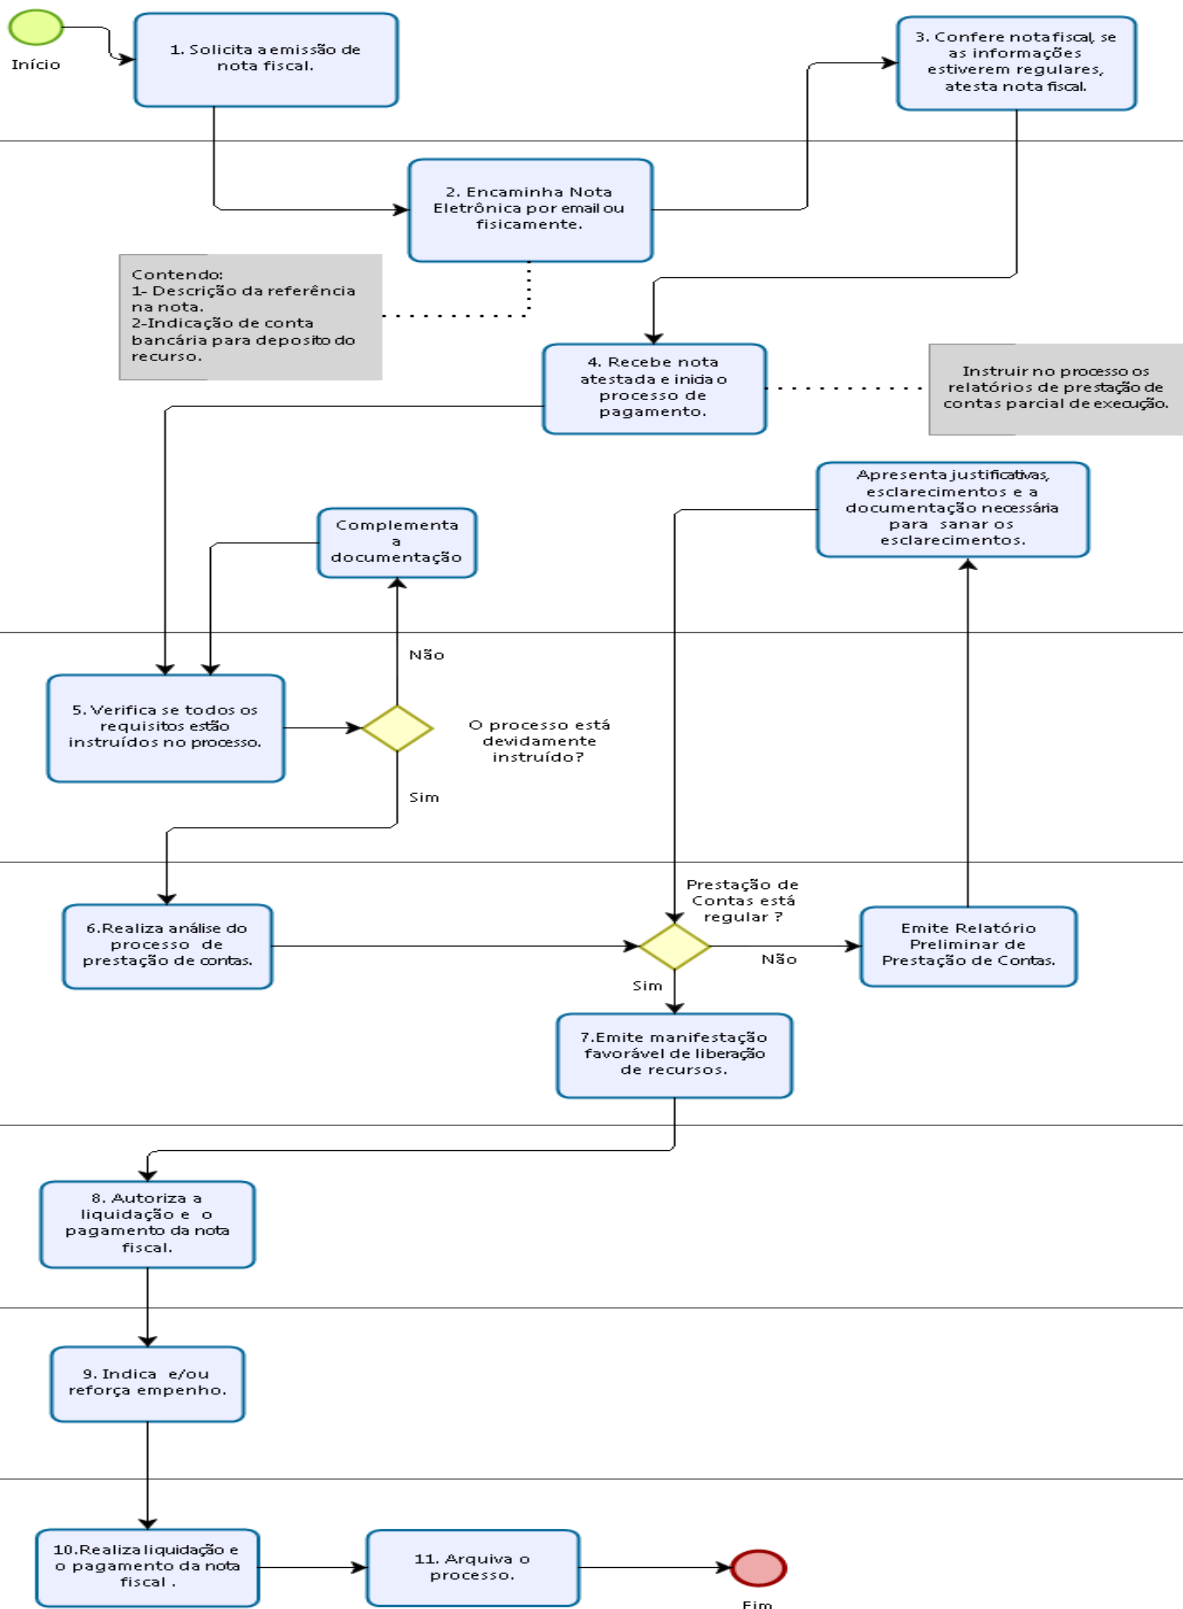 Início
1. Solicita a emissão de
nota fiscal.
3. Confere nota fiscal, se
as informações
estiverem regulares,
atesta nota fiscal.
2. Encaminha Nota
Eletrônica por email ou
fisicamente.
Contendo:
1- Descrição da referência
na nota.
2-Indicação de conta
bancária para deposito do
recurso.
4. Recebe nota
atestada e inicia o
processo de
pagamento.
Instruir no processo os
relatórios de prestação de
contas parcial de execução.
Apresenta justificativas,
esclarecimentos e a
documentação necessária
para sanar os
esclarecimentos.
Complementa
a
documentação
Não
5. Verifica se todos os
requisitos estão
instruídos no processo.
O processo está
devidamente
instruído?
Sim
Prestação de
Contas está
regular ?
6.Realiza análise do
processo de
prestação de contas.
Não
Emite Relatório
Preliminar de
Prestação de Contas.
Sim
7.Emite manifestação
favorável de liberação
de recursos.
8. Autoriza a
liquidação e o
pagamento da nota
fiscal.
9. Indica e/ou
reforça empenho.
10.Realiza liquidação e
o pagamento da nota
fiscal .
11. Arquiva o
processo.
Fim